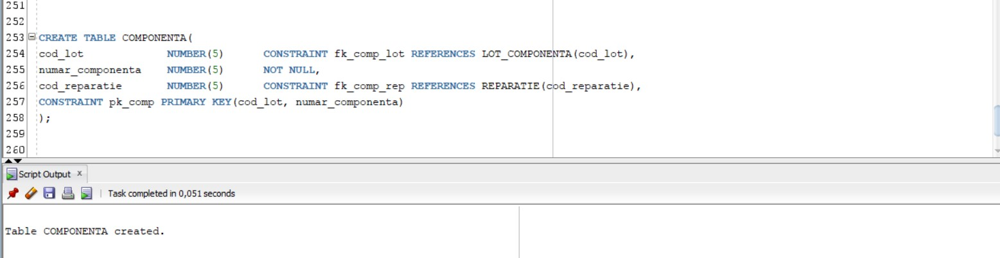 251
252
253 CREATE TABLE COMPONENTA(
254 cod_lot NUMBER(5) CONSTRAINT fk_comp_lot REFERENCES LOT_COMPONENTA(cod_lot),
255 numar_componenta NUMBER(5) NOT NULL,
256 cod_reparatie NUMBER(5) CONSTRAINT fk_comp_rep REFERENCES REPARATIE(cod_reparatie),
257 CONSTRAINT pk_comp PRIMARY KEY(cod_lot, numar_componenta)
258 );
259
260
Script Output x
Task completed in 0,051 seconds
Table COMPONENTA created.